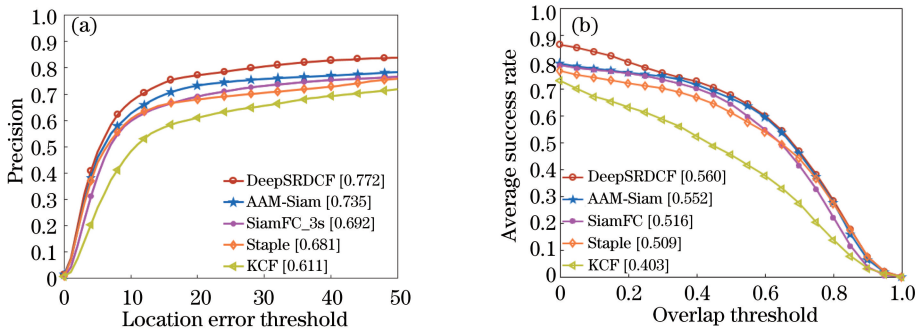 (a)
1.0
0.9
0.8
0.7
0.6
0.5
0.4
0.3
0.2
0.1
0
Precision
DeepSRDCF [0.772]
AAM-Siam [0.735]
SiamFC_3s [0.692]
Staple [0.681]
KCF [0.611]
0 10 20 30 40 50
Location error threshold
(b)
1.0
0.9
0.8
0.7
0.6
0.5
0.4
0.3
0.2
0.1
0
Average success rate
DeepSRDCF [0.560]
AAM-Siam [0.552]
SiamFC [0.516]
Staple [0.509]
KCF [0.403]
0 0.2 0.4 0.6 0.8 1.0
Overlap threshold